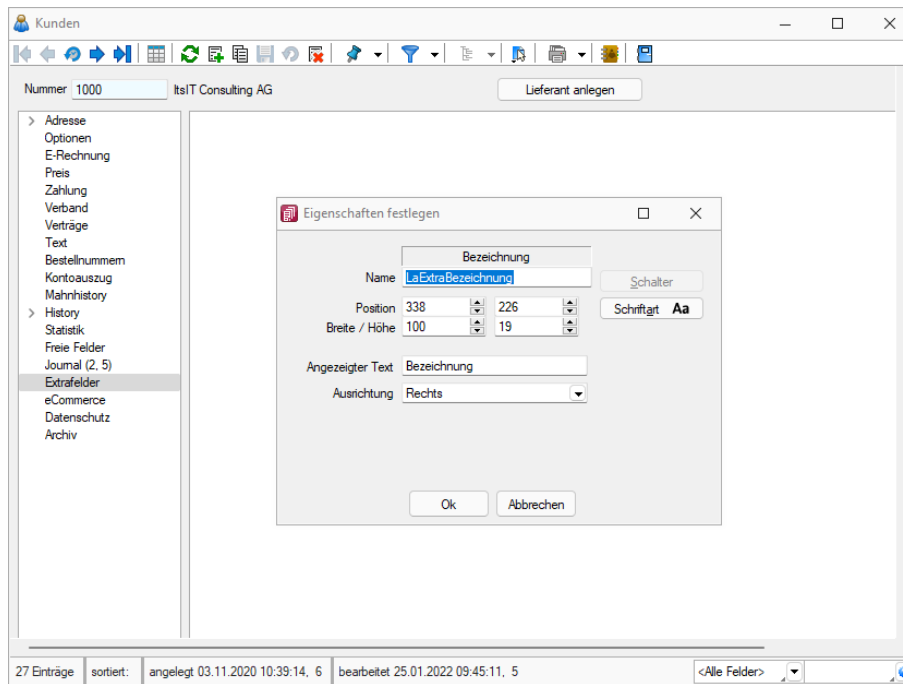 Kunden
Nummer 1000 ItsIT Consulting AG Lieferant anlegen
Adresse
Optionen
E-Rechnung
Preis
Zahlung
Verband
Verträge
Text
Bestellnummern
Kontoauszug
Mahnhistory
History
Statistik
Freie Felder
Journal (2, 5)
Extrafelder
eCommerce
Datenschutz
Archiv
Eigenschaften festlegen
Bezeichnung
Name LaExtraBezeichnung Schalter
Position 338 226 Schriftart Aa
Breite / Höhe 100 19
Angezeigter Text Bezeichnung
Ausrichtung Rechts
Ok Abbrechen
27 Einträge sortiert: angelegt 03.11.2020 10:39:14, 6 bearbeitet 25.01.2022 09:45:11, 5 <Alle Felder>